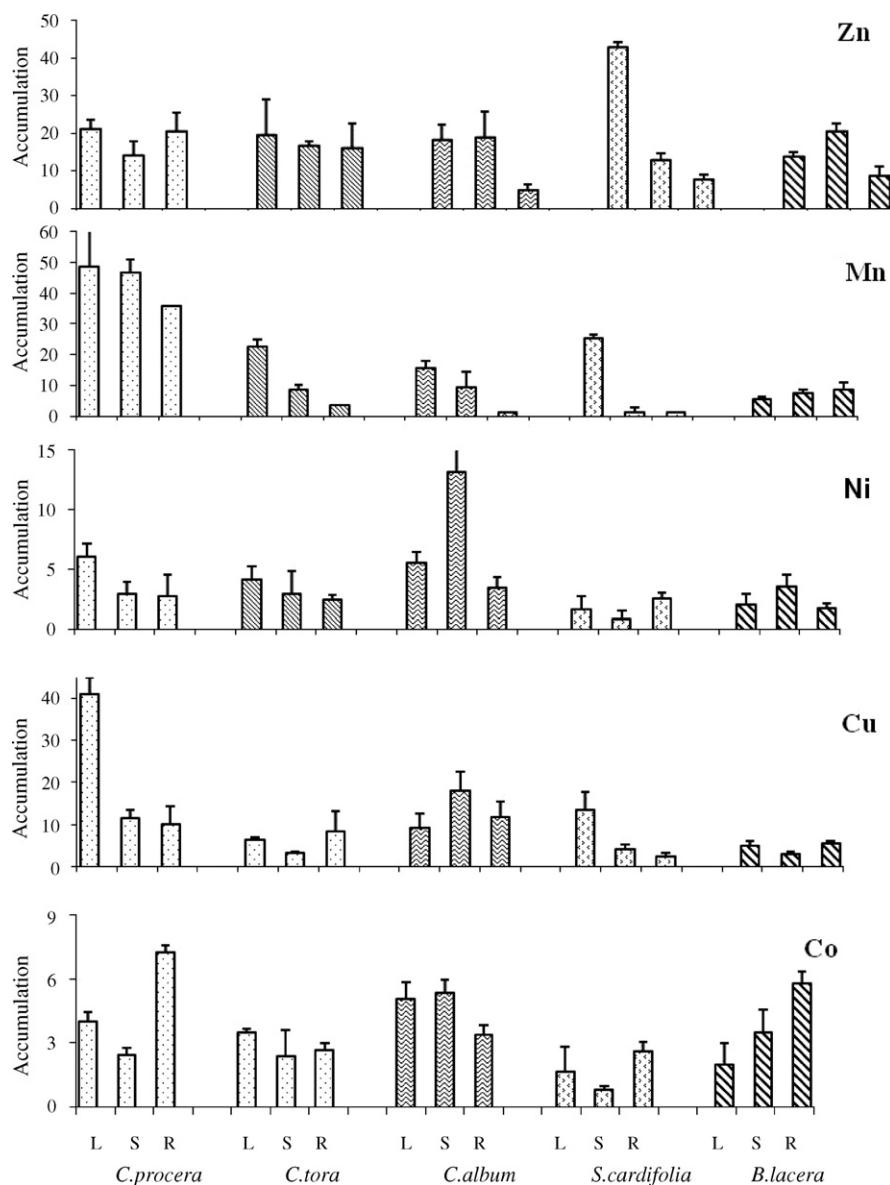 Zn
Accumulation
50
40
30
20
10
0
Mn
Accumulation
60
50
40
30
20
10
0
Ni
Accumulation
15
10
5
0
Cu
Accumulation
40
30
20
10
0
Co
Accumulation
9
6
3
0
L S R L S R L S R L S R L S R
C.procera C.tora C.album S.cardifolia B.lacera